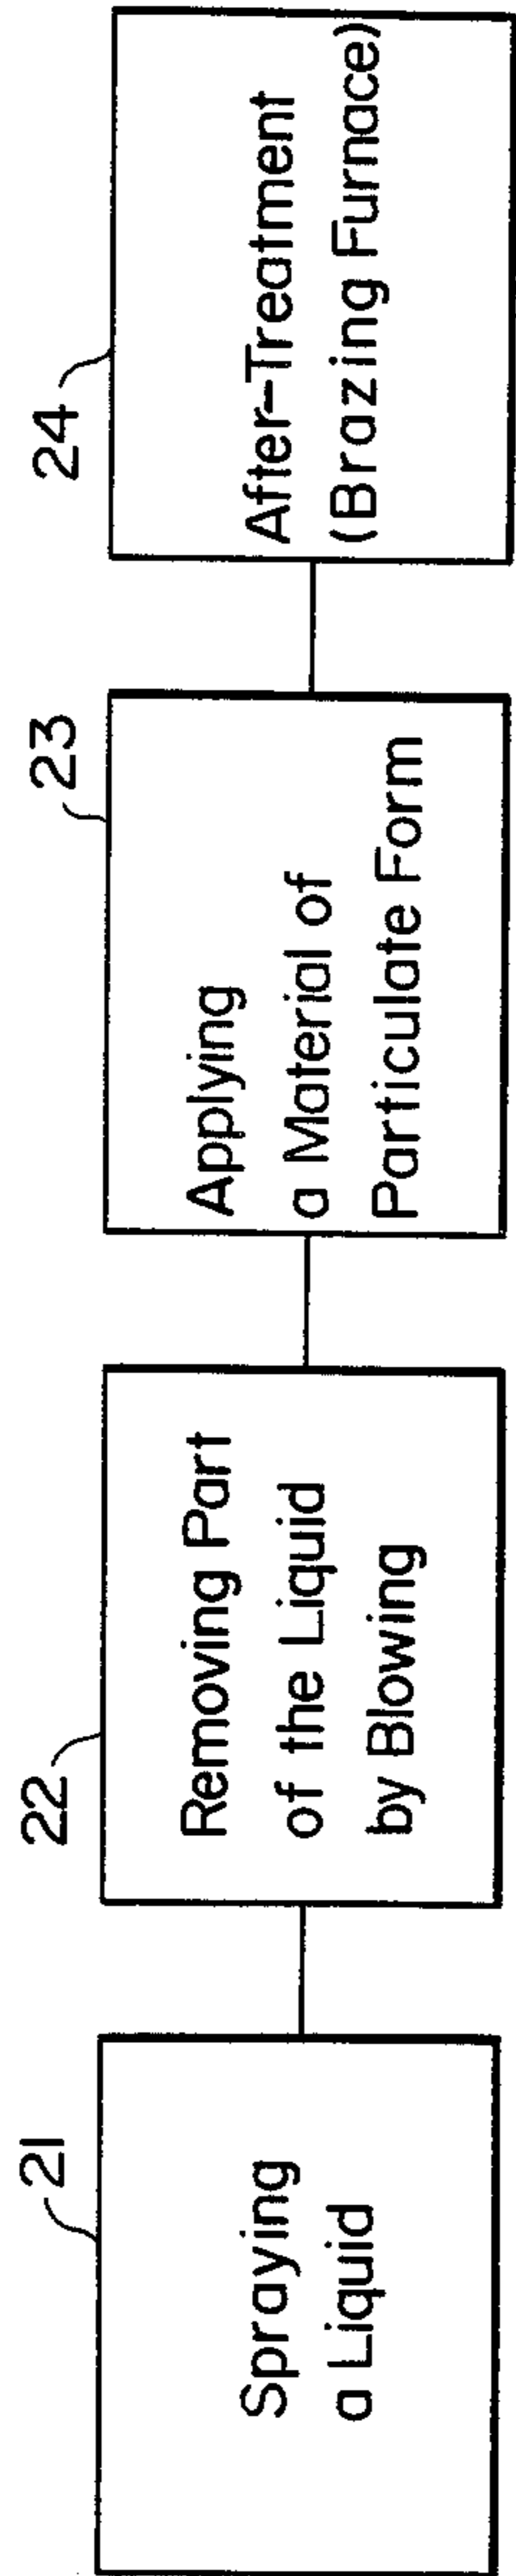 21
Spraying
a Liquid
22
Removing Part
of the Liquid
by Blowing
23
Applying
a Material of
Particulate Form
24
After-Treatment
(Brazing Furnace)